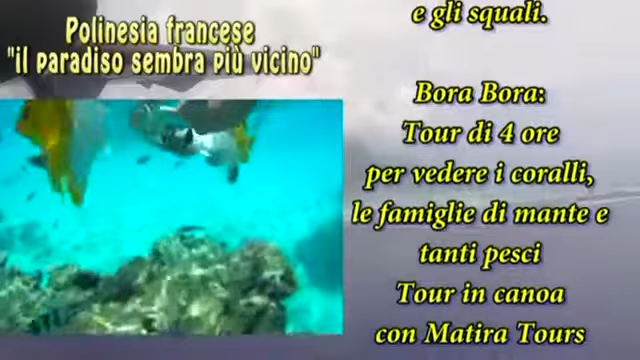 Polinesia francese
"il paradiso sembra più vicino"
e gli squali.
Bora Bora:
Tour di 4 ore
per vedere i coralli,
le famiglie di mante e
tanti pesci
Tour in canoa
con Matira Tours